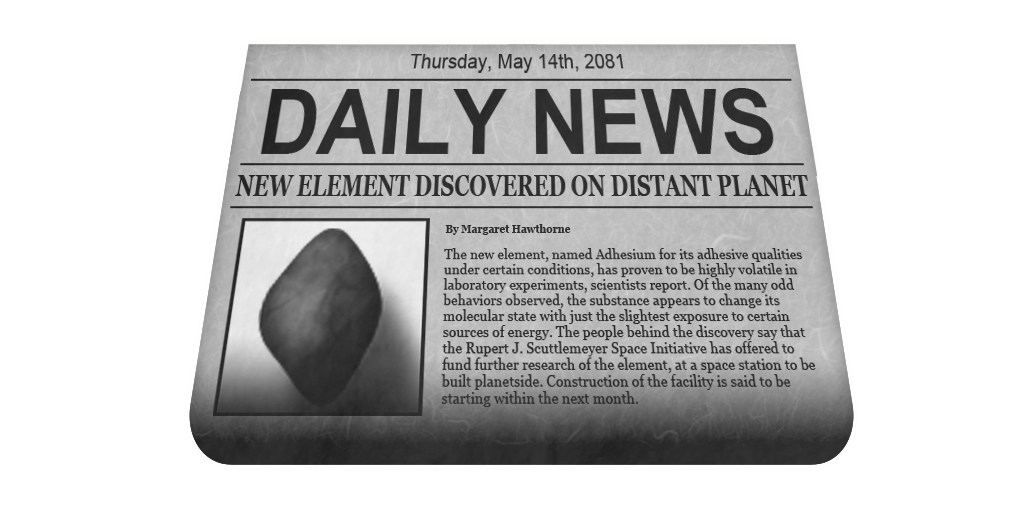 Thursday, May 14th, 2081
DAILY NEWS
NEW ELEMENT DISCOVERED ON DISTANT PLANET
By Margaret Hawthorne
The new element, named Adhesium for its adhesive qualities
under certain conditions, has proven to be highly volatile in
laboratory experiments, scientists report. Of the many odd
behaviors observed, the substance appears to change its
molecular state with just the slightest exposure to certain
sources of energy. The people behind the discovery say that
the Rupert J. Scuttlemeyer Space Initiative has offered to
fund further research of the element, at a space station to be
built planetside. Construction of the facility is said to be
starting within the next month.